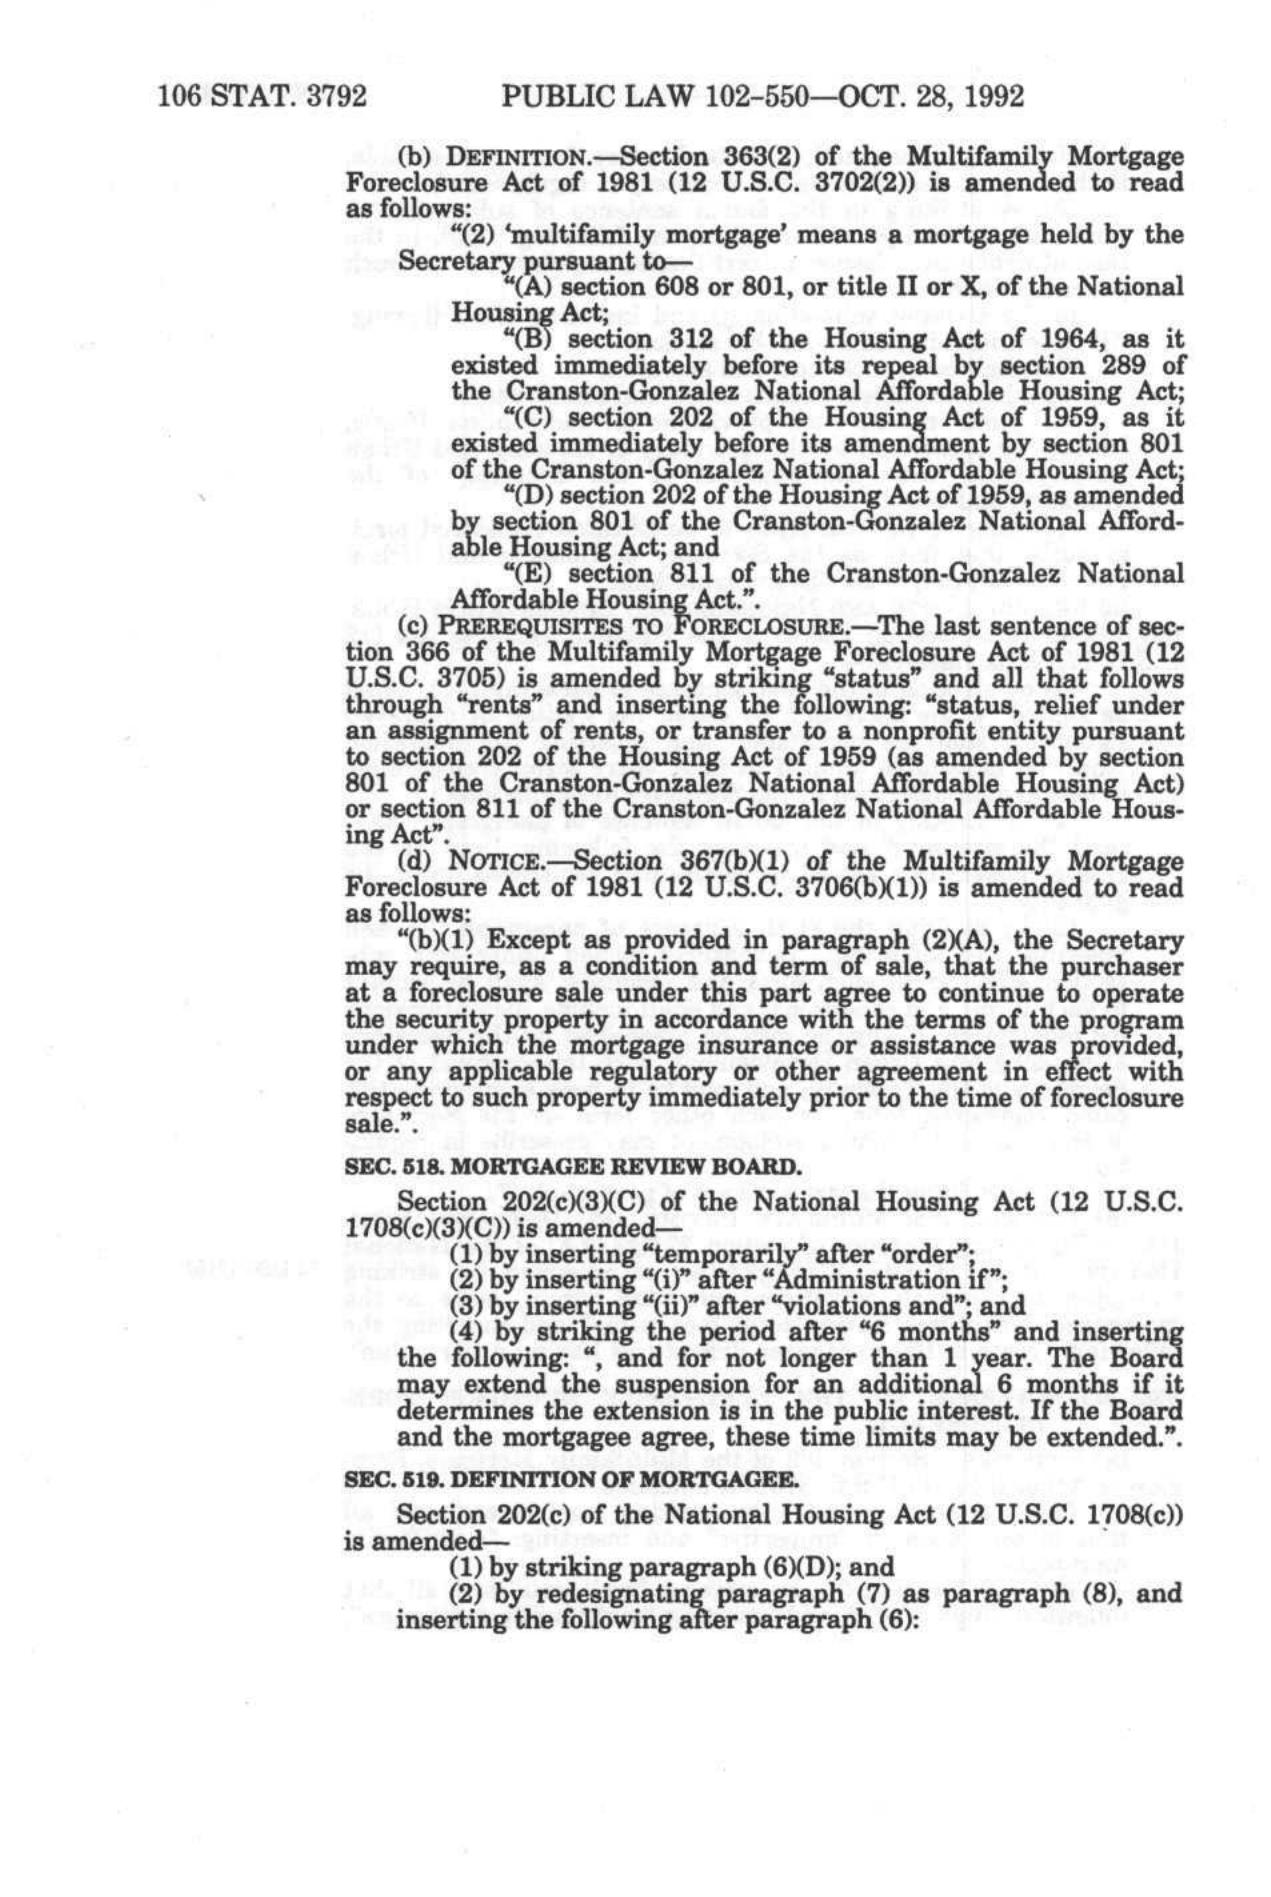 106 STAT. 3792 PUBLIC LAW 102-550—OCT. 28, 1992
(b) DEFINITION.—Section 363(2) of the Multifamily Mortgage
Foreclosure Act of 1981 (12 U.S.C. 3702(2)) is amended to read
as follows:
“(2) ‘multifamily mortgage’ means a mortgage held by the
Secretary pursuant to—
“(A) section 608 or 801, or title II or X, of the National
Housing Act;
“(B) section 312 of the Housing Act of 1964, as it
existed immediately before its repeal by section 289 of
the Cranston-Gonzalez National Affordable Housing Act;
“(C) section 202 of the Housing Act of 1959, as it
existed immediately before its amendment by section 801
of the Cranston-Gonzalez National Affordable Housing Act;
“(D) section 202 of the Housing Act of 1959, as amended
by section 801 of the Cranston-Gonzalez National Afford-
able Housing Act; and
“(E) section 811 of the Cranston-Gonzalez National
Affordable Housing Act.”.
(c) PREREQUISITES TO FORECLOSURE.—The last sentence of sec-
tion 366 of the Multifamily Mortgage Foreclosure Act of 1981 (12
U.S.C. 3705) is amended by striking “status” and all that follows
through “rents” and inserting the following: “status, relief under
an assignment of rents, or transfer to a nonprofit entity pursuant
to section 202 of the Housing Act of 1959 (as amended by section
801 of the Cranston-Gonzalez National Affordable Housing Act)
or section 811 of the Cranston-Gonzalez National Affordable Hous-
ing Act”.
(d) NOTICE.—Section 367(b)(1) of the Multifamily Mortgage
Foreclosure Act of 1981 (12 U.S.C. 3706(b)(1)) is amended to read
as follows:
“(b)(1) Except as provided in paragraph (2)(A), the Secretary
may require, as a condition and term of sale, that the purchaser
at a foreclosure sale under this part agree to continue to operate
the security property in accordance with the terms of the program
under which the mortgage insurance or assistance was provided,
or any applicable regulatory or other agreement in effect with
respect to such property immediately prior to the time of foreclosure
sale.”.
SEC. 518. MORTGAGEE REVIEW BOARD.
Section 202(c)(3)(C) of the National Housing Act (12 U.S.C.
1708(c)(3)(C)) is amended—
(1) by inserting “temporarily” after “order”;
(2) by inserting “(i)” after “Administration if”;
(3) by inserting “(ii)” after “violations and”; and
(4) by striking the period after “6 months” and inserting
the following: “, and for not longer than 1 year. The Board
may extend the suspension for an additional 6 months if it
determines the extension is in the public interest. If the Board
and the mortgagee agree, these time limits may be extended.”.
SEC. 519. DEFINITION OF MORTGAGEE.
Section 202(c) of the National Housing Act (12 U.S.C. 1708(c))
is amended—
(1) by striking paragraph (6)(D); and
(2) by redesignating paragraph (7) as paragraph (8), and
inserting the following after paragraph (6):